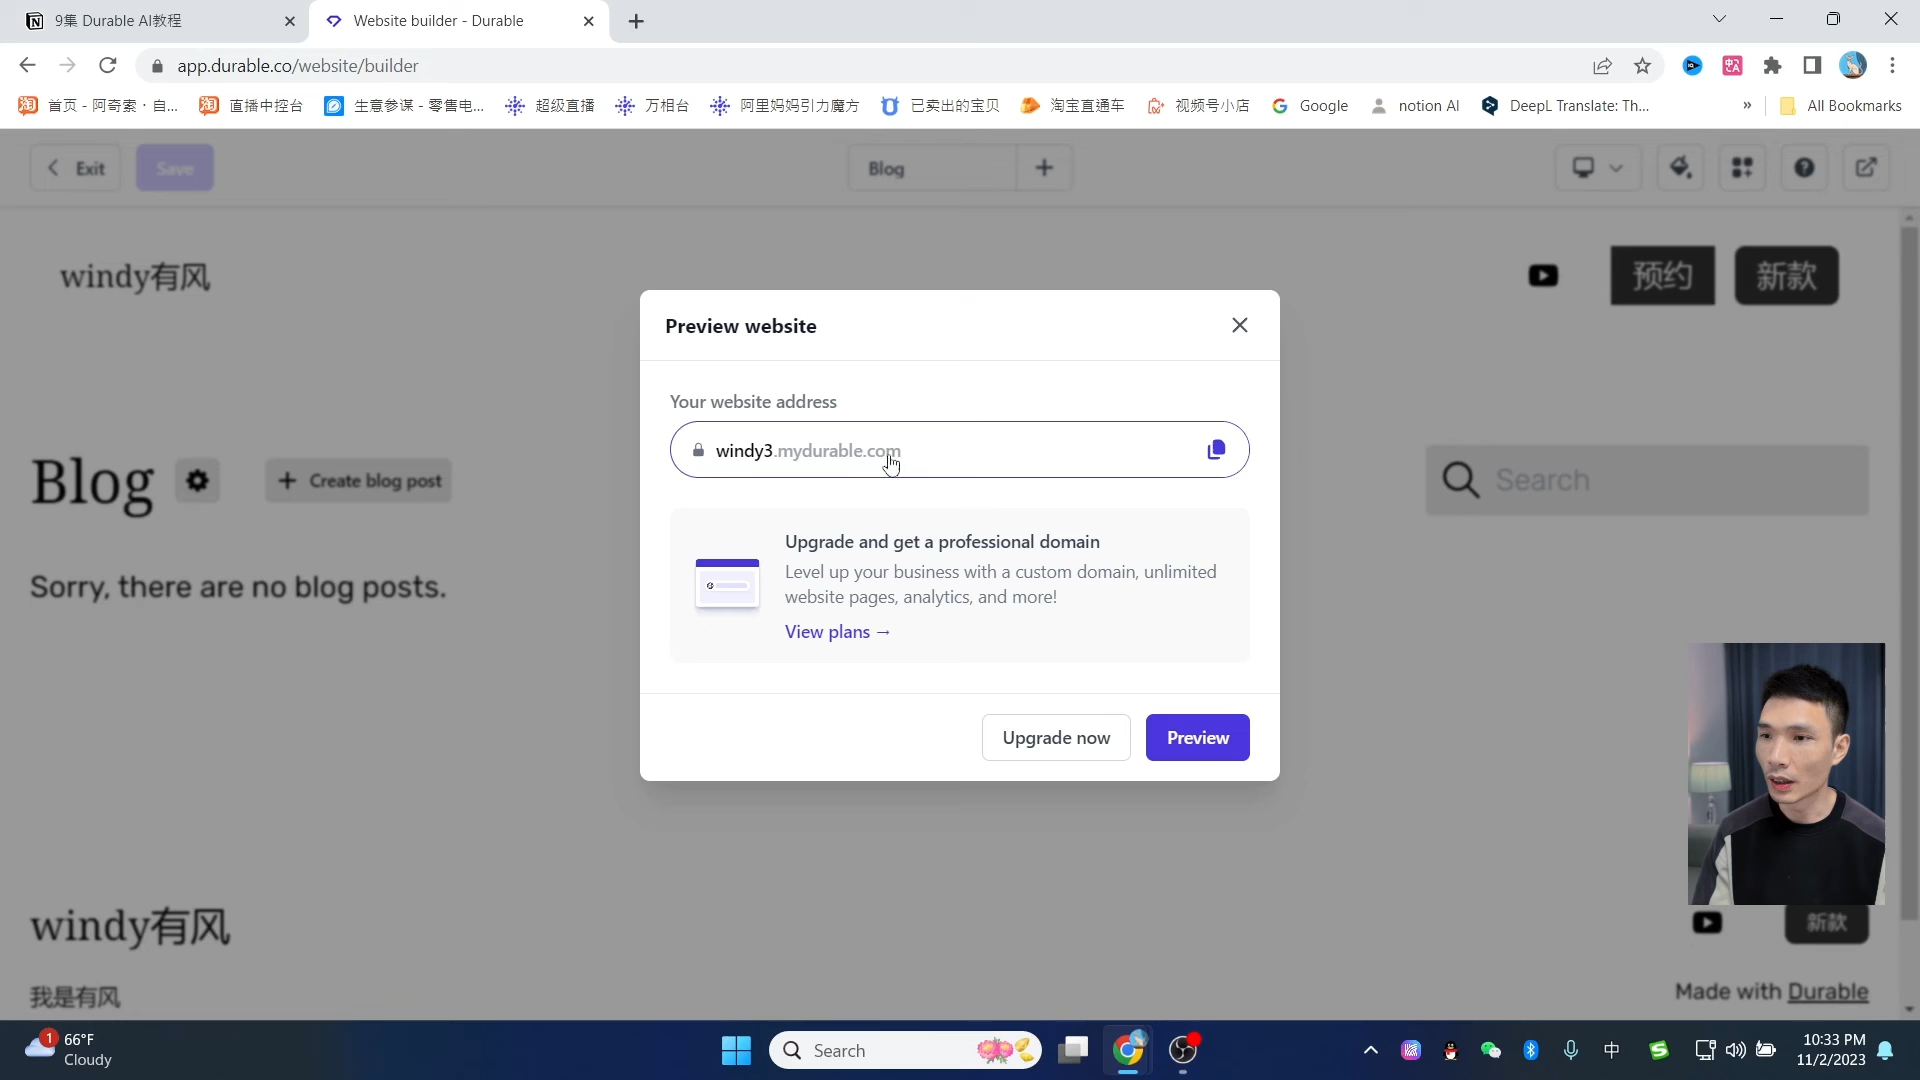 9集 Durable AI教程
Website builder - Durable
app.durable.co/website/builder
首页 - 阿奇索 · 自...
直播中控台
生意参谋 - 零售电...
超级直播
万相台
阿里妈妈引力魔方
已卖出的宝贝
淘宝直通车
视频号小店
Google
notion AI
DeepL Translate: Th...
»
All Bookmarks
Exit
Save
Blog
windy有风
预约
新款
Preview website
Your website address
windy3.mydurable.com
Blog
Create blog post
Search
Upgrade and get a professional domain
Level up your business with a custom domain, unlimited
website pages, analytics, and more!
View plans →
Sorry, there are no blog posts.
Upgrade now
Preview
windy有风
新款
我是有风
Made with Durable
1
66°F
Cloudy
Search
中
10:33 PM
11/2/2023